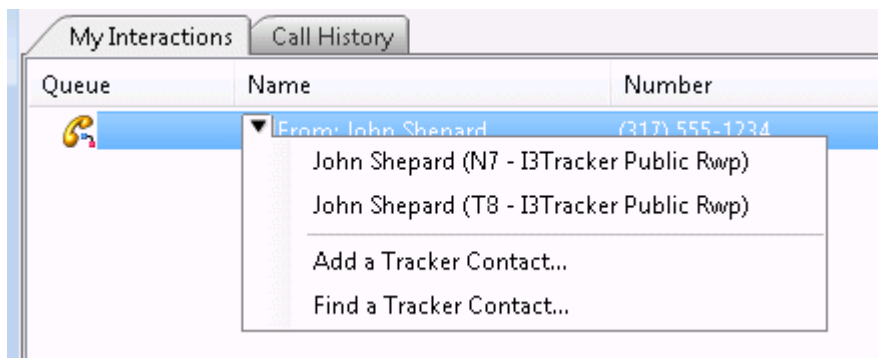 My Interactions Call History
Queue Name Number
From: John Shepard (317) 555-1234
John Shepard (N7 - I3Tracker Public Rwp)
John Shepard (T8 - I3Tracker Public Rwp)
Add a Tracker Contact...
Find a Tracker Contact...